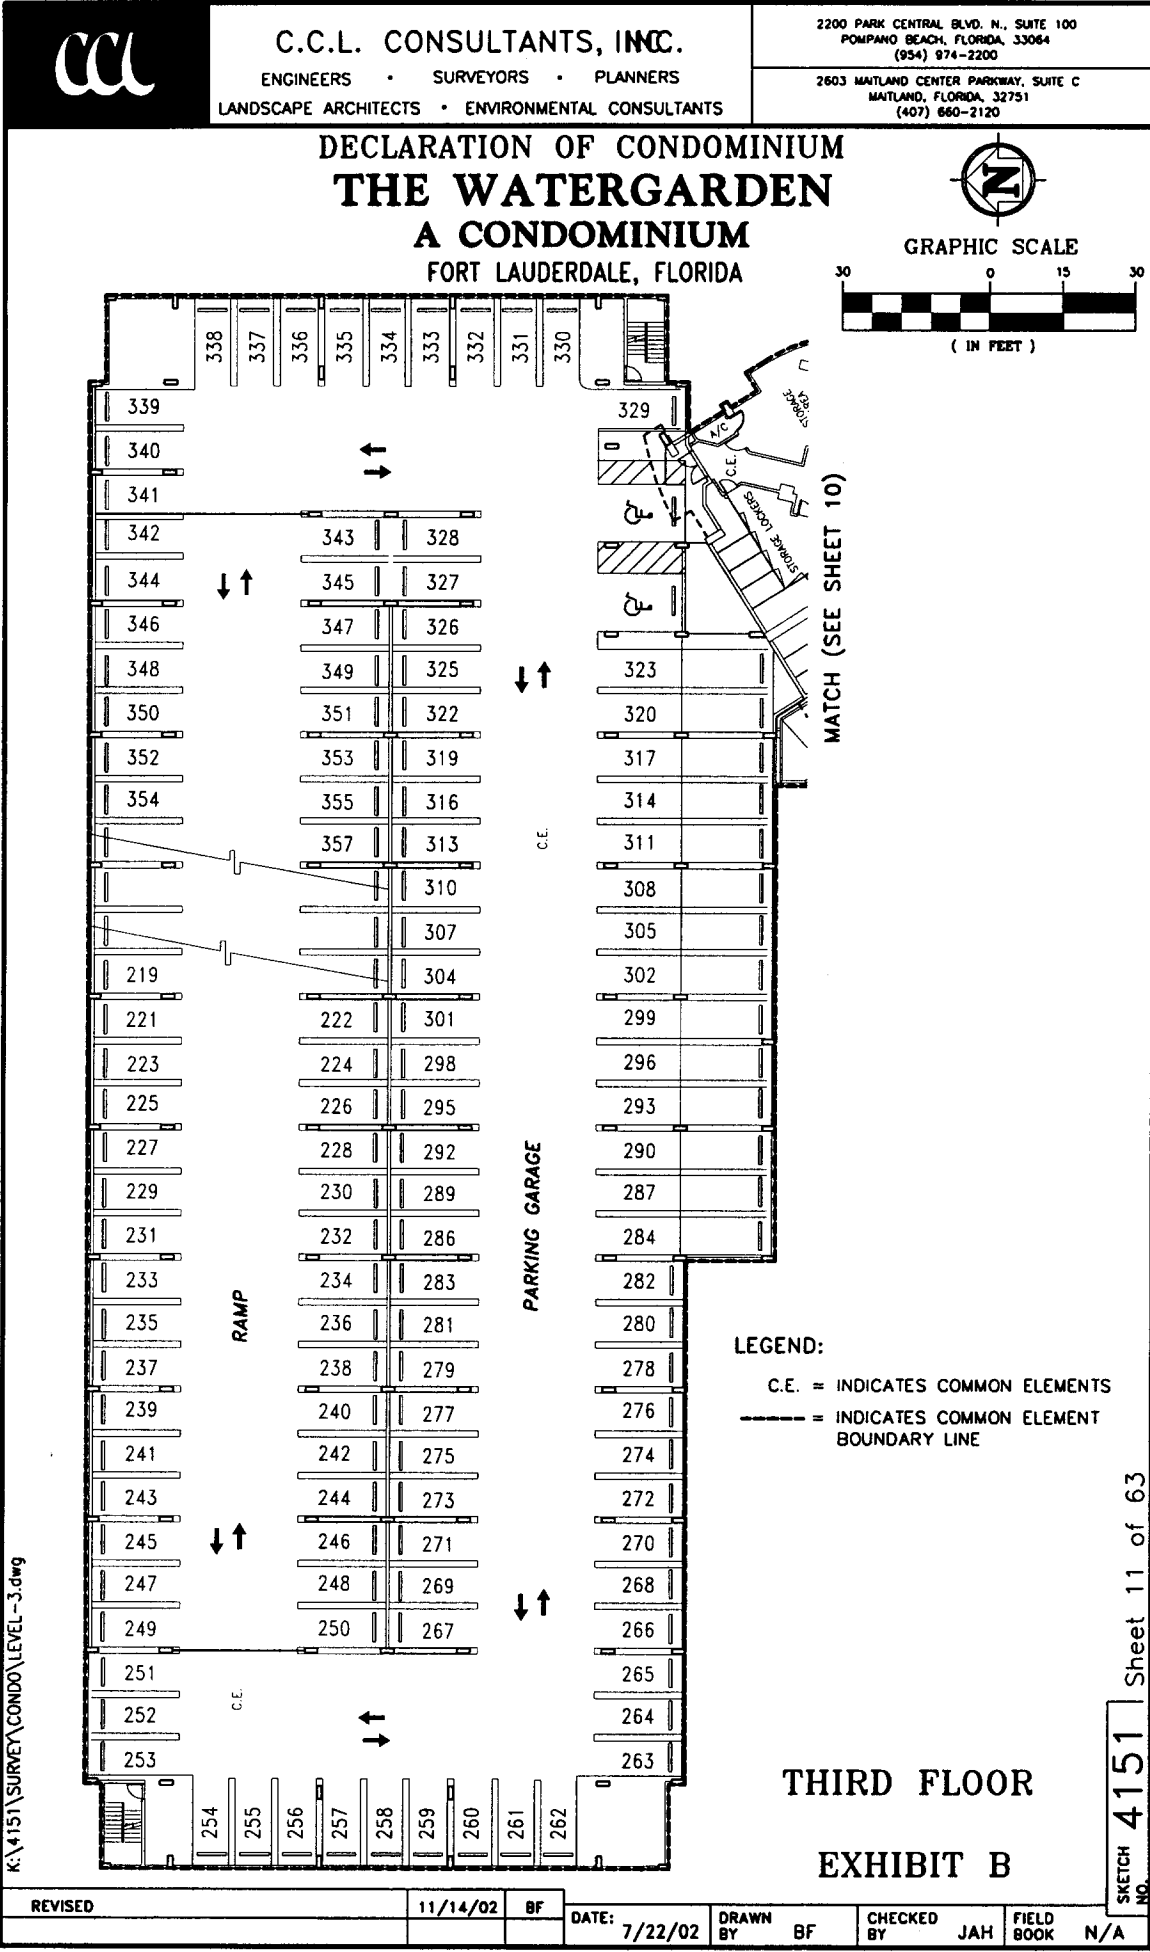 CCL
C.C.L. CONSULTANTS, INC.
ENGINEERS • SURVEYORS • PLANNERS
LANDSCAPE ARCHITECTS • ENVIRONMENTAL CONSULTANTS
2200 PARK CENTRAL BLVD. N., SUITE 100
POMPANO BEACH, FLORIDA, 33064
(954) 974-2200
2603 MAITLAND CENTER PARKWAY, SUITE C
MAITLAND, FLORIDA, 32751
(407) 660-2120
DECLARATION OF CONDOMINIUM
THE WATERGARDEN
A CONDOMINIUM
FORT LAUDERDALE, FLORIDA
N
GRAPHIC SCALE
30 0 15 30
( IN FEET )
338 337 336 335 334 333 332 331 330
339 329
340
341
342 343 328
344 345 327
346 347 326
348 349 325 323
350 351 322 320
352 353 319 317
354 355 316 314
357 313 311
310 308
307 305
219 304 302
221 222 301 299
223 224 298 296
225 226 295 293
227 228 292 290
229 230 289 287
231 232 286 284
233 234 283 282
235 236 281 280
237 238 279 278
239 240 277 276
241 242 275 274
243 244 273 272
245 246 271 270
247 248 269 268
249 250 267 266
251 265
252 264
253 263
254 255 256 257 258 259 260 261 262
A/C
C.E.
STORAGE
STORAGE LOCKERS
MATCH (SEE SHEET 10)
C.E.
PARKING GARAGE
RAMP
C.E.
LEGEND:
C.E. = INDICATES COMMON ELEMENTS
= INDICATES COMMON ELEMENT
BOUNDARY LINE
THIRD FLOOR
EXHIBIT B
K:\4151\SURVEY\CONDO\LEVEL-3.dwg
SKETCH NO. 4151 Sheet 11 of 63
REVISED 11/14/02 BF
DATE: 7/22/02
DRAWN BY BF
CHECKED BY JAH
FIELD BOOK N/A